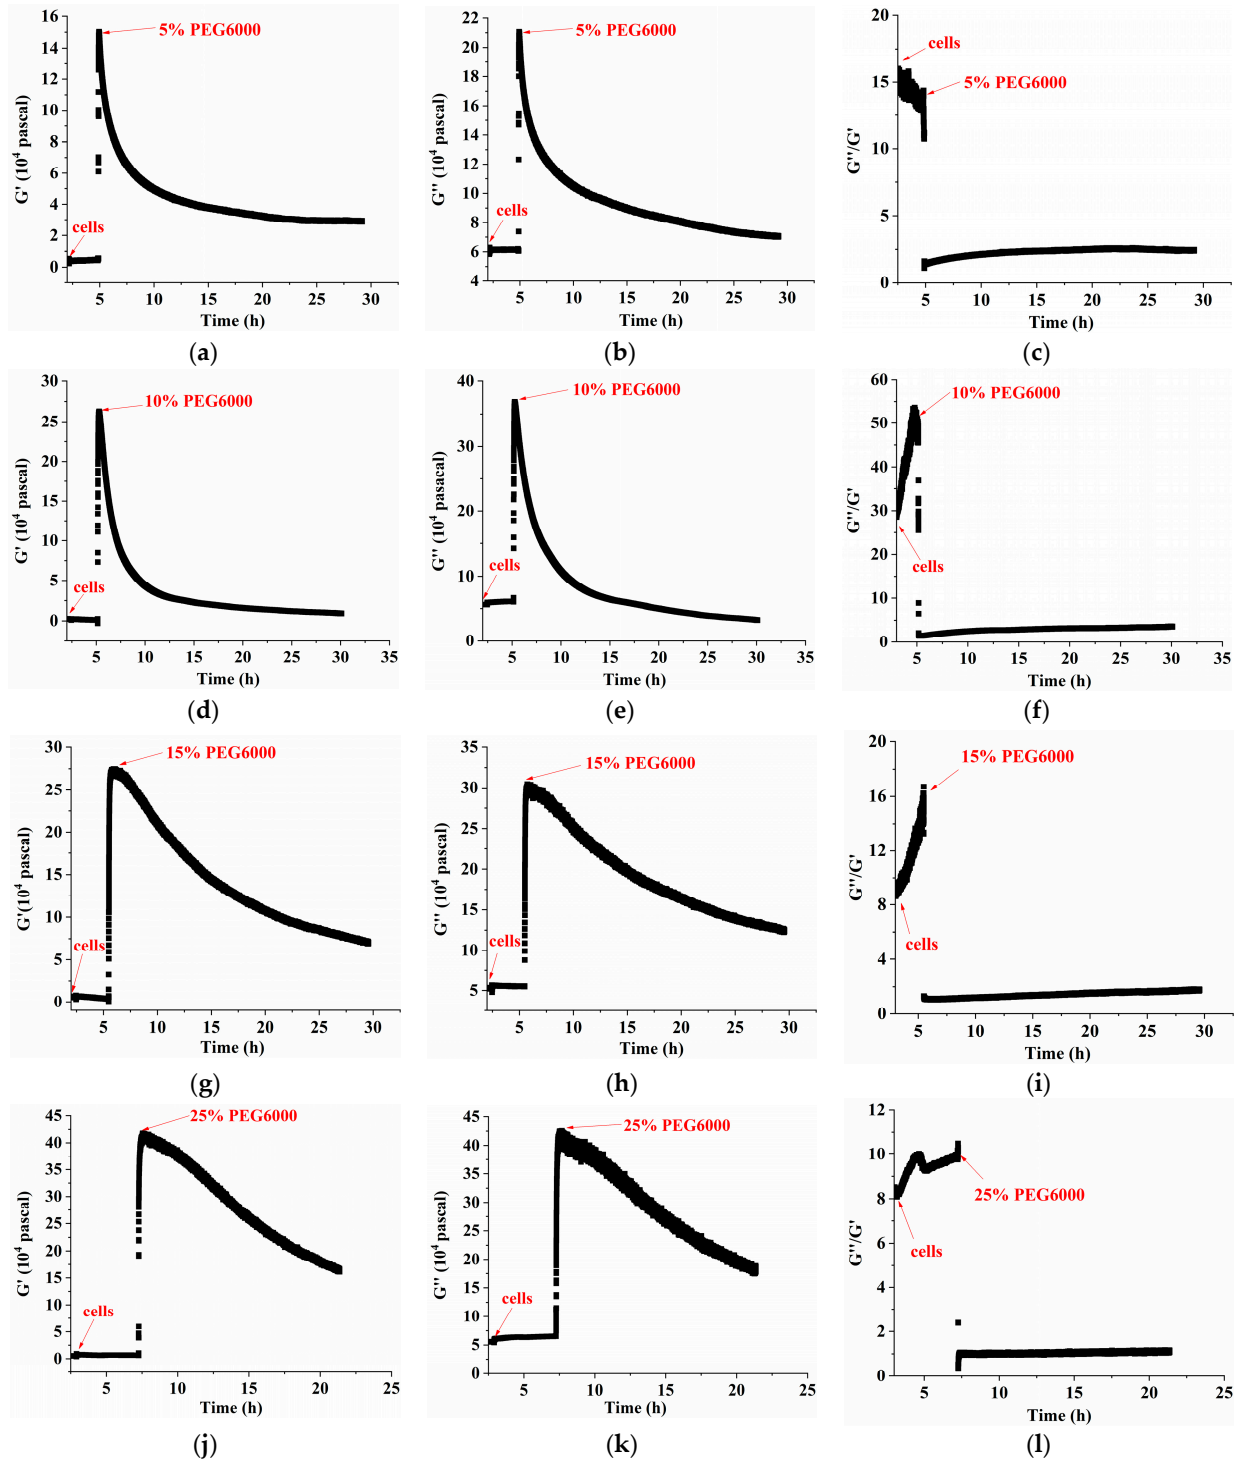 16
14
12
10
8
6
4
2
0
G' (10⁴ pascal)
5% PEG6000
cells
5 10 15 20 25 30
Time (h)
(a)
22
20
18
16
14
12
10
8
6
4
G'' (10⁴ pascal)
5% PEG6000
cells
5 10 15 20 25 30
Time (h)
(b)
20
15
10
5
0
G''/G'
cells
5% PEG6000
5 10 15 20 25 30
Time (h)
(c)
30
25
20
15
10
5
0
G' (10⁴ pascal)
10% PEG6000
cells
5 10 15 20 25 30 35
Time (h)
(d)
40
30
20
10
0
G'' (10⁴ pasacal)
10% PEG6000
cells
5 10 15 20 25 30 35
Time (h)
(e)
60
50
40
30
20
10
0
G''/G'
10% PEG6000
cells
5 10 15 20 25 30 35
Time (h)
(f)
30
25
20
15
10
5
0
G'(10⁴ pascal)
15% PEG6000
cells
5 10 15 20 25 30
Time (h)
(g)
35
30
25
20
15
10
5
0
G'' (10⁴ pascal)
15% PEG6000
cells
5 10 15 20 25 30
Time (h)
(h)
20
16
12
8
4
0
G''/G'
15% PEG6000
cells
5 10 15 20 25 30
Time (h)
(i)
45
40
35
30
25
20
15
10
5
0
G' (10⁴ pascal)
25% PEG6000
cells
5 10 15 20 25
Time (h)
(j)
45
40
35
30
25
20
15
10
5
0
G'' (10⁴ pascal)
25% PEG6000
cells
5 10 15 20 25
Time (h)
(k)
12
10
8
6
4
2
0
G''/G'
25% PEG6000
cells
5 10 15 20 25
Time (h)
(l)